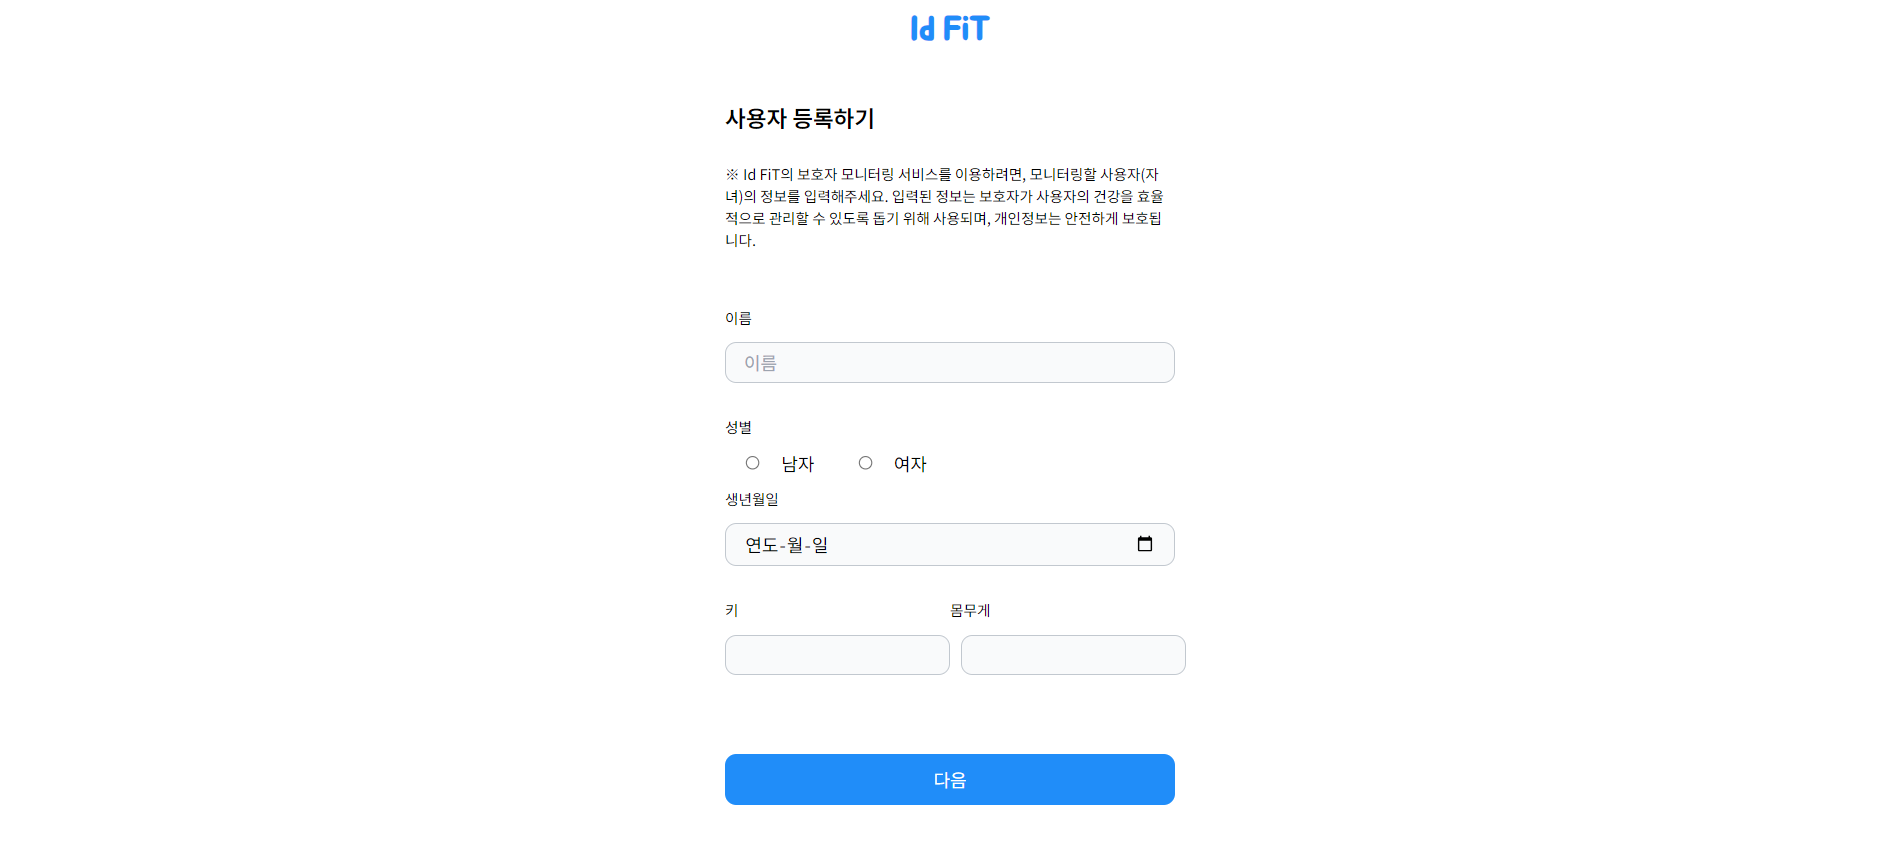 Id FiT
사용자 등록하기
※ Id FiT의 보호자 모니터링 서비스를 이용하려면, 모니터링할 사용자(자
녀)의 정보를 입력해주세요. 입력된 정보는 보호자가 사용자의 건강을 효율
적으로 관리할 수 있도록 돕기 위해 사용되며, 개인정보는 안전하게 보호됩
니다.
이름
이름
성별
남자 여자
생년월일
연도-월-일
키 몸무게
다음